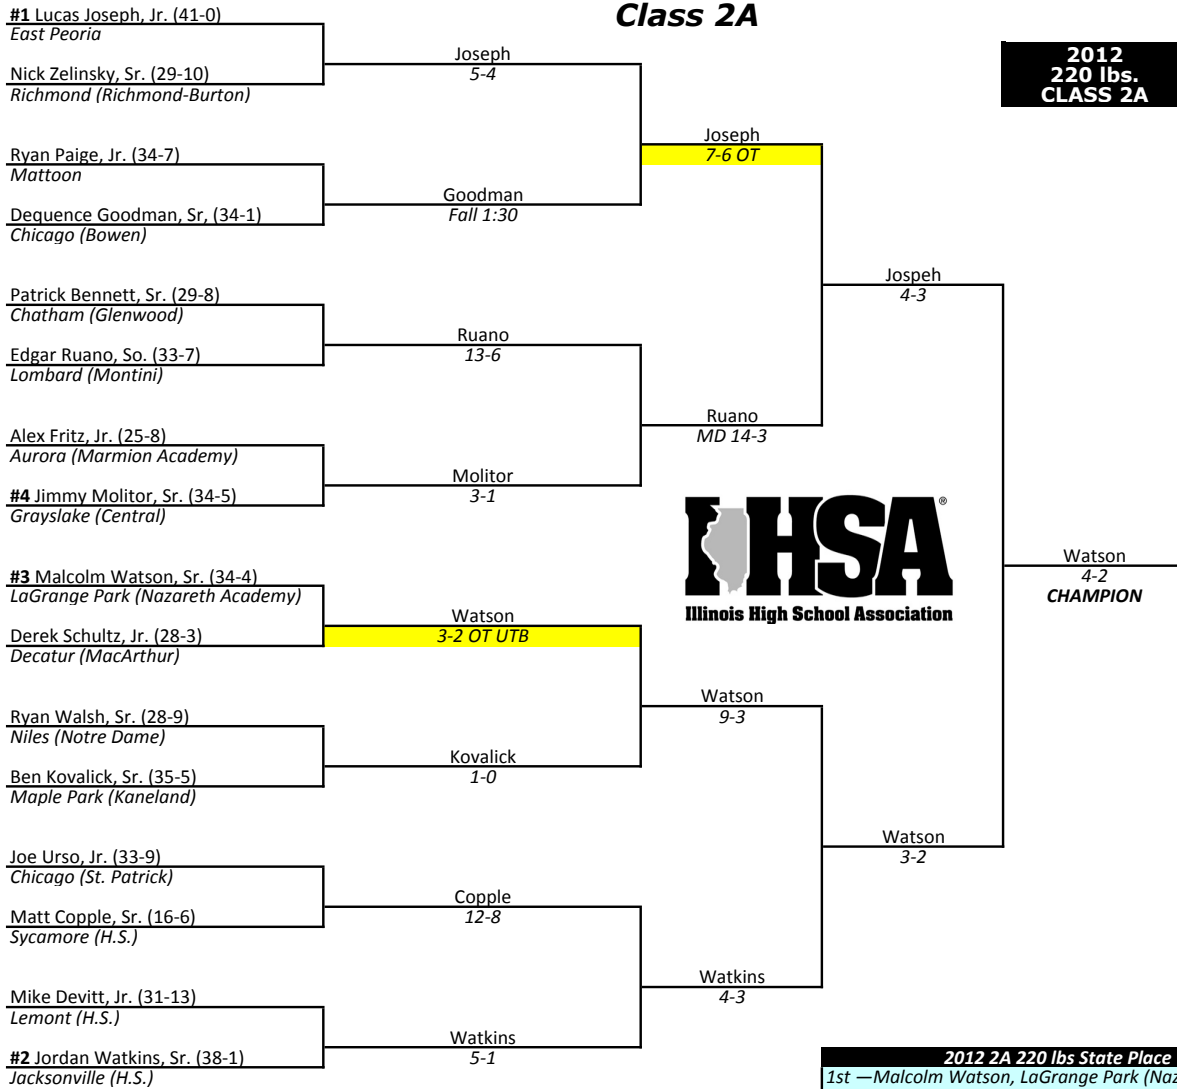 Class 2A
2012
220 lbs.
CLASS 2A
#1 Lucas Joseph, Jr. (41-0)
East Peoria
Nick Zelinsky, Sr. (29-10)
Richmond (Richmond-Burton)
Ryan Paige, Jr. (34-7)
Mattoon
Dequence Goodman, Sr, (34-1)
Chicago (Bowen)
Patrick Bennett, Sr. (29-8)
Chatham (Glenwood)
Edgar Ruano, So. (33-7)
Lombard (Montini)
Alex Fritz, Jr. (25-8)
Aurora (Marmion Academy)
#4 Jimmy Molitor, Sr. (34-5)
Grayslake (Central)
#3 Malcolm Watson, Sr. (34-4)
LaGrange Park (Nazareth Academy)
Derek Schultz, Jr. (28-3)
Decatur (MacArthur)
Ryan Walsh, Sr. (28-9)
Niles (Notre Dame)
Ben Kovalick, Sr. (35-5)
Maple Park (Kaneland)
Joe Urso, Jr. (33-9)
Chicago (St. Patrick)
Matt Copple, Sr. (16-6)
Sycamore (H.S.)
Mike Devitt, Jr. (31-13)
Lemont (H.S.)
#2 Jordan Watkins, Sr. (38-1)
Jacksonville (H.S.)
Joseph
5-4
Goodman
Fall 1:30
Ruano
13-6
Molitor
3-1
Watson
3-2 OT UTB
Kovalick
1-0
Copple
12-8
Watkins
5-1
Joseph
7-6 OT
Ruano
MD 14-3
Watson
9-3
Watkins
4-3
Jospeh
4-3
Watson
3-2
Watson
4-2
CHAMPION
IHSA®
Illinois High School Association
2012 2A 220 lbs State Place
1st —Malcolm Watson, LaGrange Park (Naz